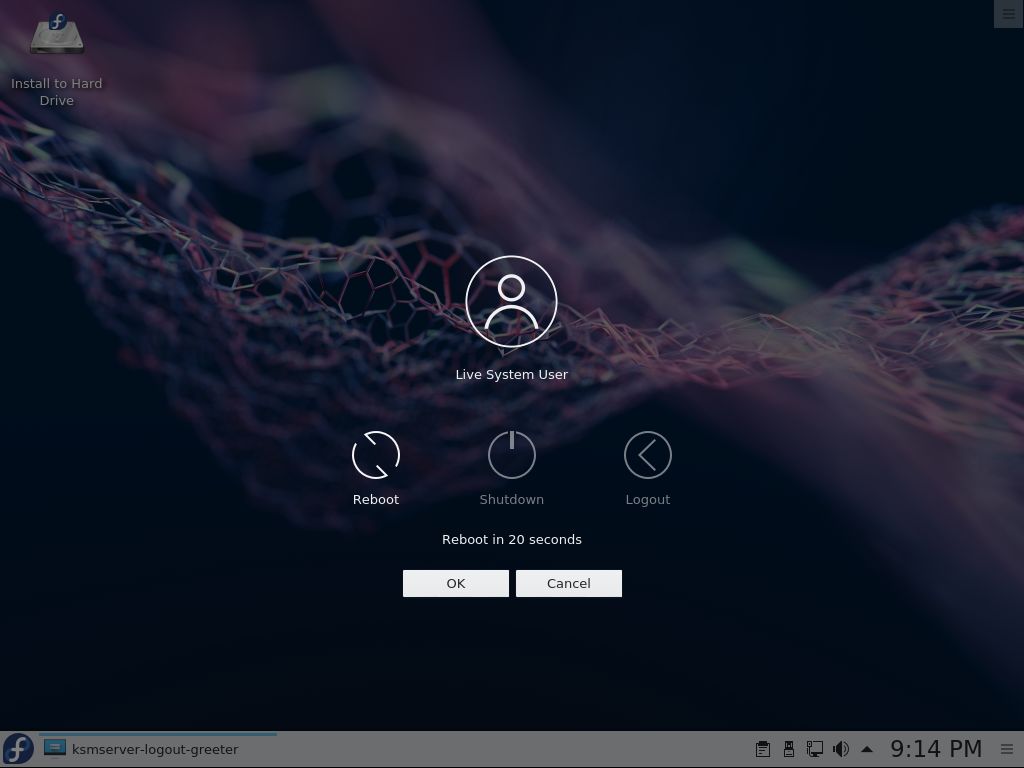 Install to Hard
Drive
Live System User
Reboot
Shutdown
Logout
Reboot in 20 seconds
OK
Cancel
ksmserver-logout-greeter
9:14 PM